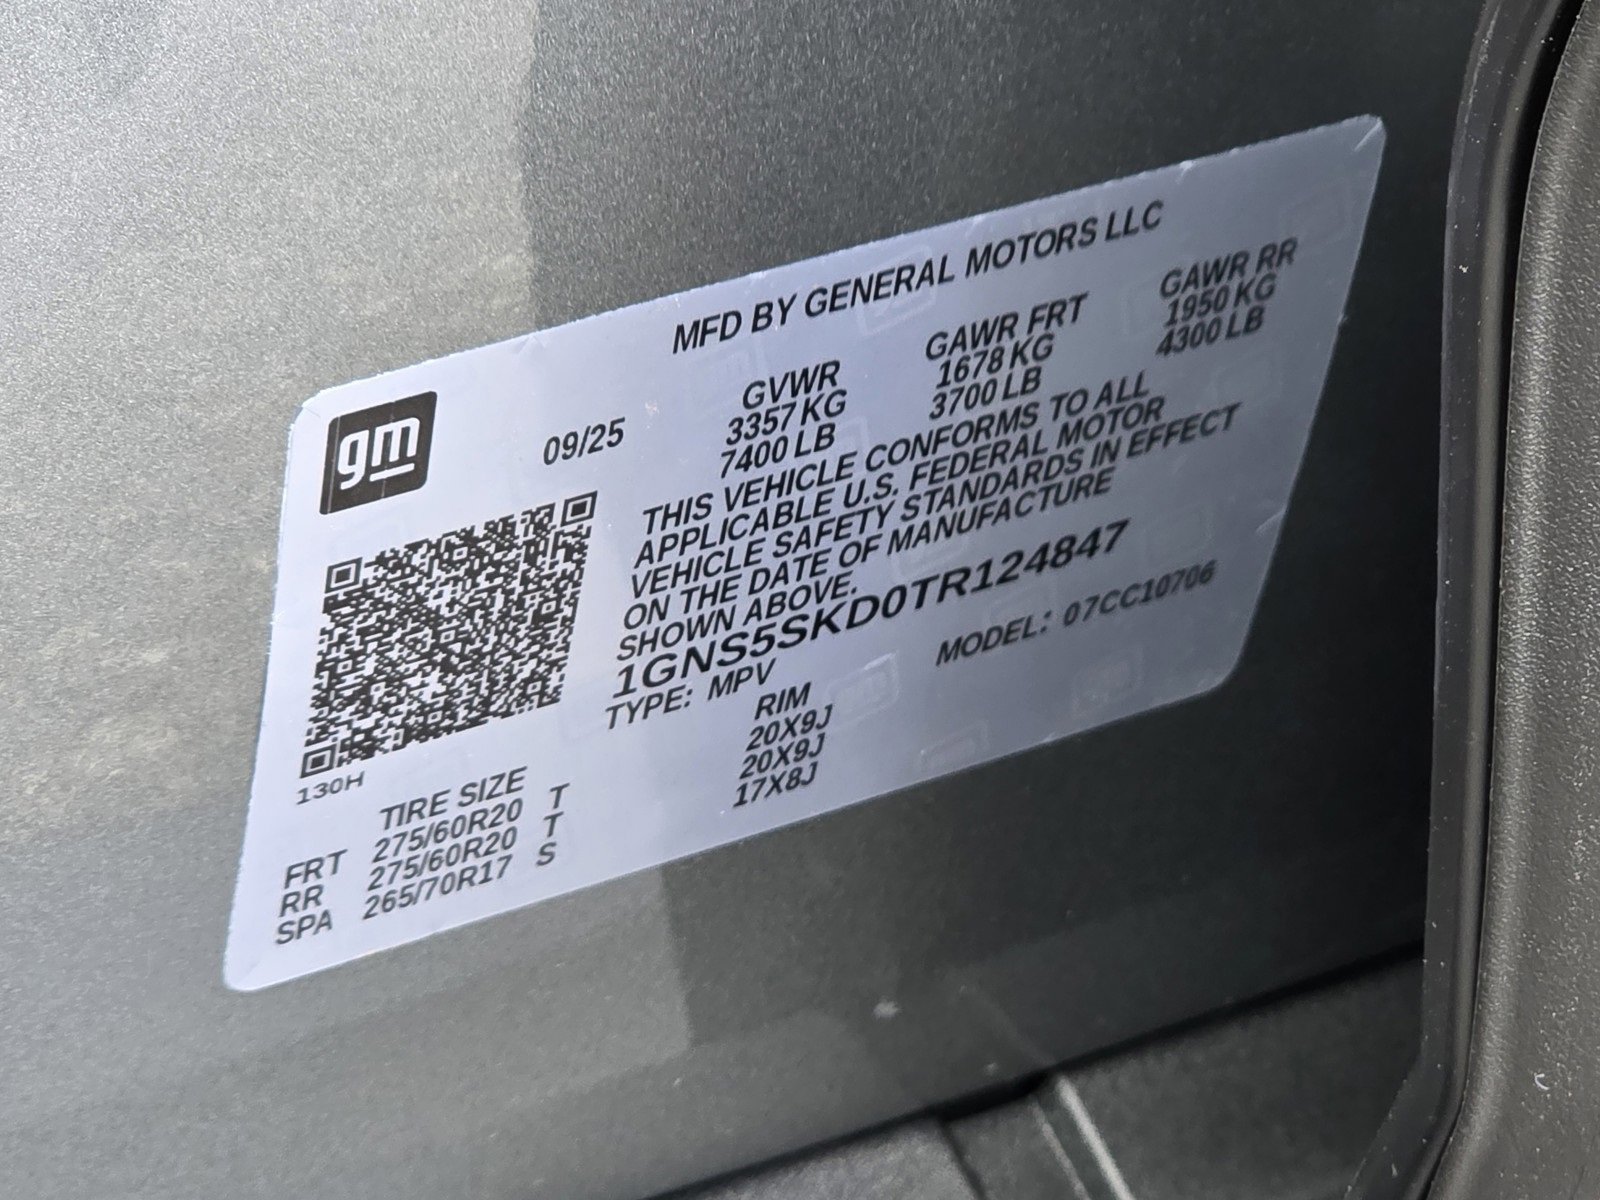 MFD BY GENERAL MOTORS LLC
gm
09/25
GVWR GAWR FRT GAWR RR
3357 KG 1678 KG 1950 KG
7400 LB 3700 LB 4300 LB
THIS VEHICLE CONFORMS TO ALL
APPLICABLE U.S. FEDERAL MOTOR
VEHICLE SAFETY STANDARDS IN EFFECT
ON THE DATE OF MANUFACTURE
SHOWN ABOVE.
1GNS5SKD0TR124847
TYPE: MPV MODEL: 07CC10706
130H
TIRE SIZE RIM
FRT 275/60R20 T 20X9J
RR 275/60R20 T 20X9J
SPA 265/70R17 S 17X8J